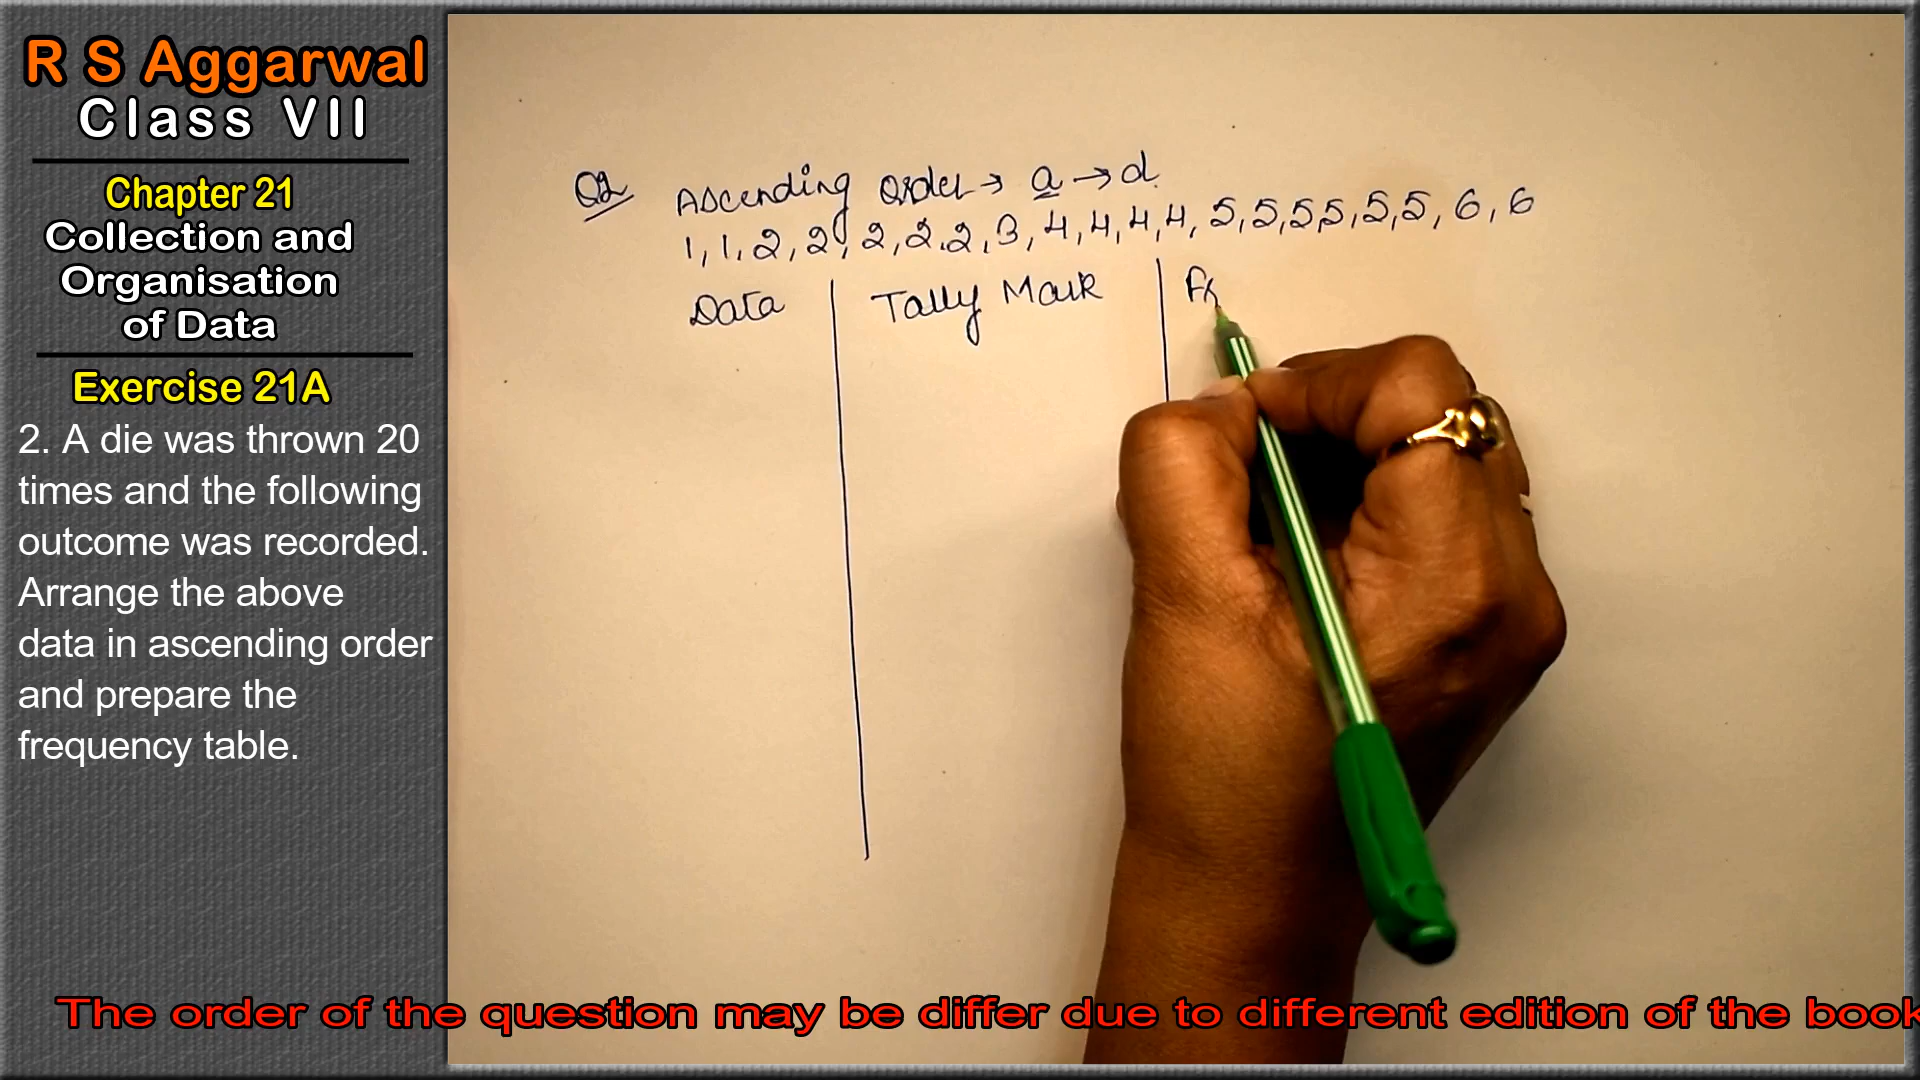 R S Aggarwal
Class VII
Chapter 21
Collection and
Organisation
of Data
Exercise 21A
2. A die was thrown 20
times and the following
outcome was recorded.
Arrange the above
data in ascending order
and prepare the
frequency table.
Q2 Ascending Order → a → d
1, 1, 2, 2, 2, 2, 2, 3, 4, 4, 4, 4, 5, 5, 5, 5, 5, 5, 6, 6
Data Tally Mark Fr
The order of the question may be differ due to different edition of the book